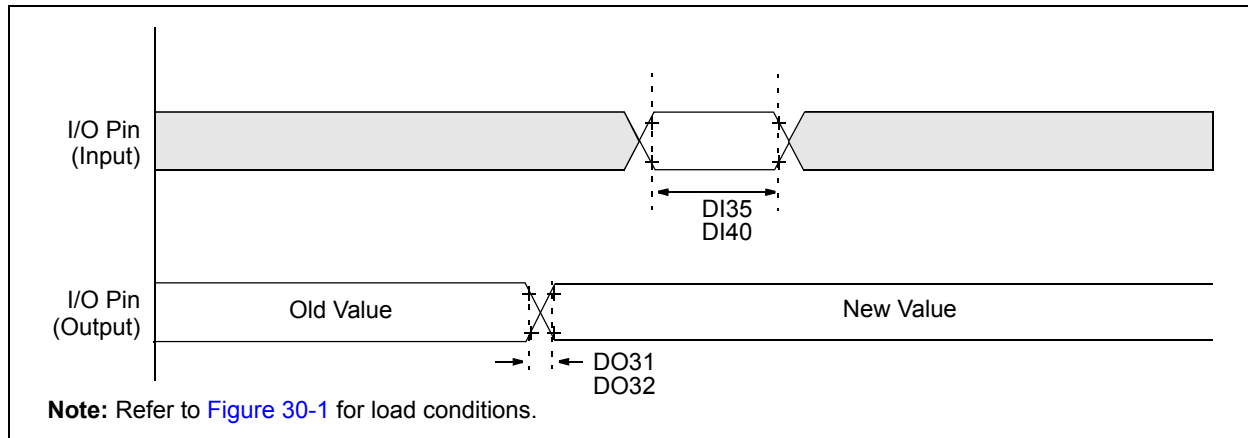 I/O Pin
(Input)
DI35
DI40
I/O Pin
(Output)
Old Value
New Value
DO31
DO32
Note: Refer to Figure 30-1 for load conditions.